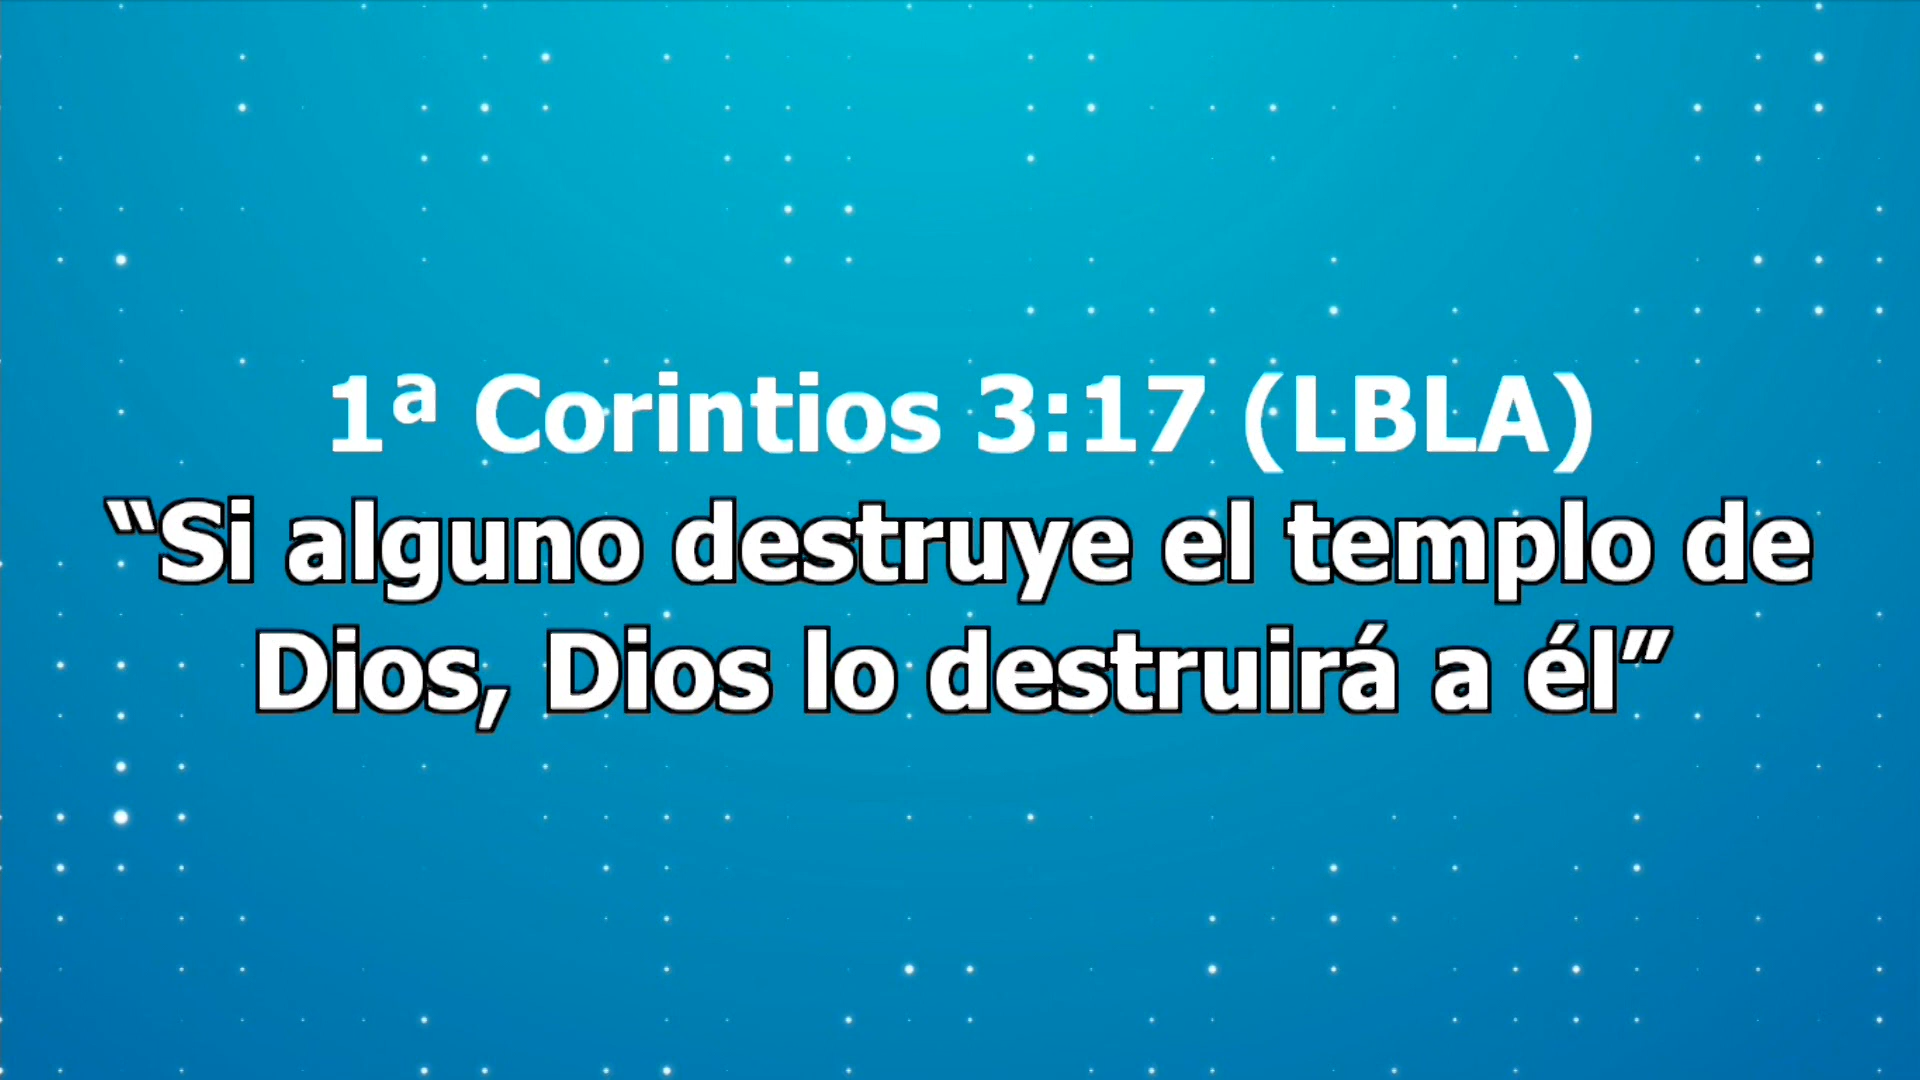 1ª Corintios 3:17 (LBLA)
“Si alguno destruye el templo de
Dios, Dios lo destruirá a él”